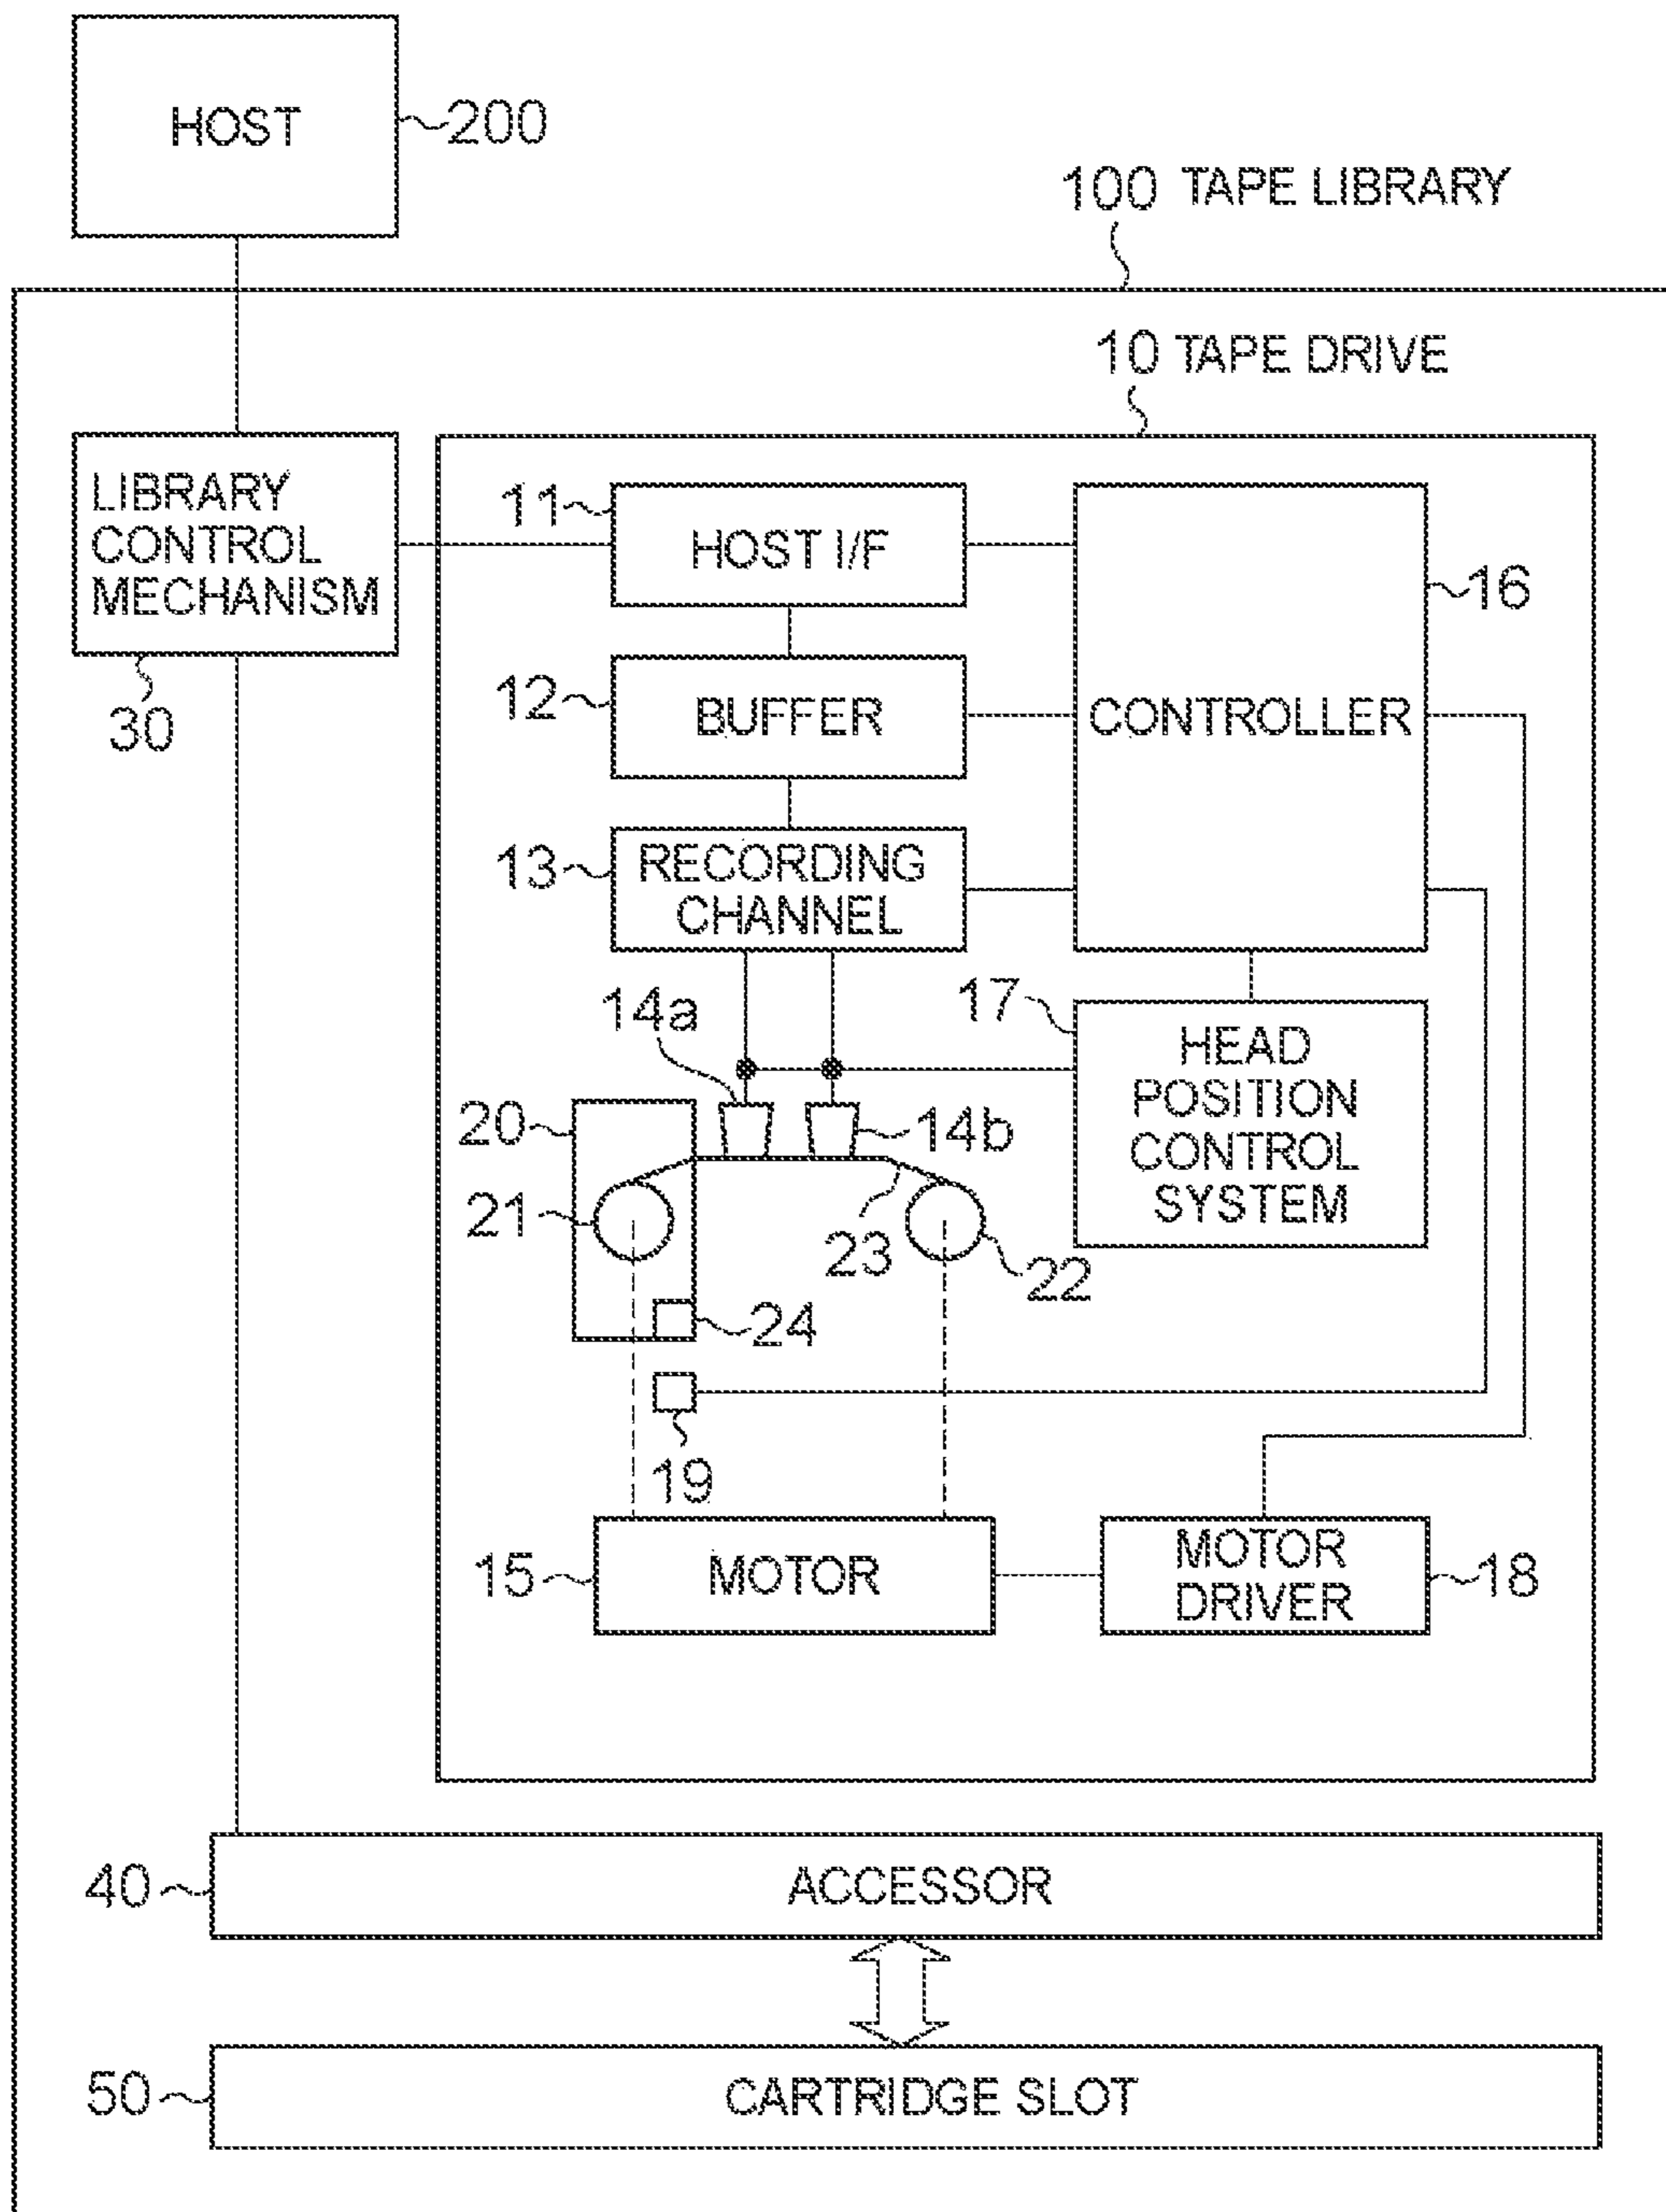 HOST
200
100 TAPE LIBRARY
10 TAPE DRIVE
LIBRARY
CONTROL
MECHANISM
30
11
HOST I/F
12
BUFFER
13
RECORDING
CHANNEL
CONTROLLER
16
14a
14b
17
HEAD
POSITION
CONTROL
SYSTEM
20
21
23
22
24
19
15
MOTOR
MOTOR
DRIVER
18
40
ACCESSOR
50
CARTRIDGE SLOT